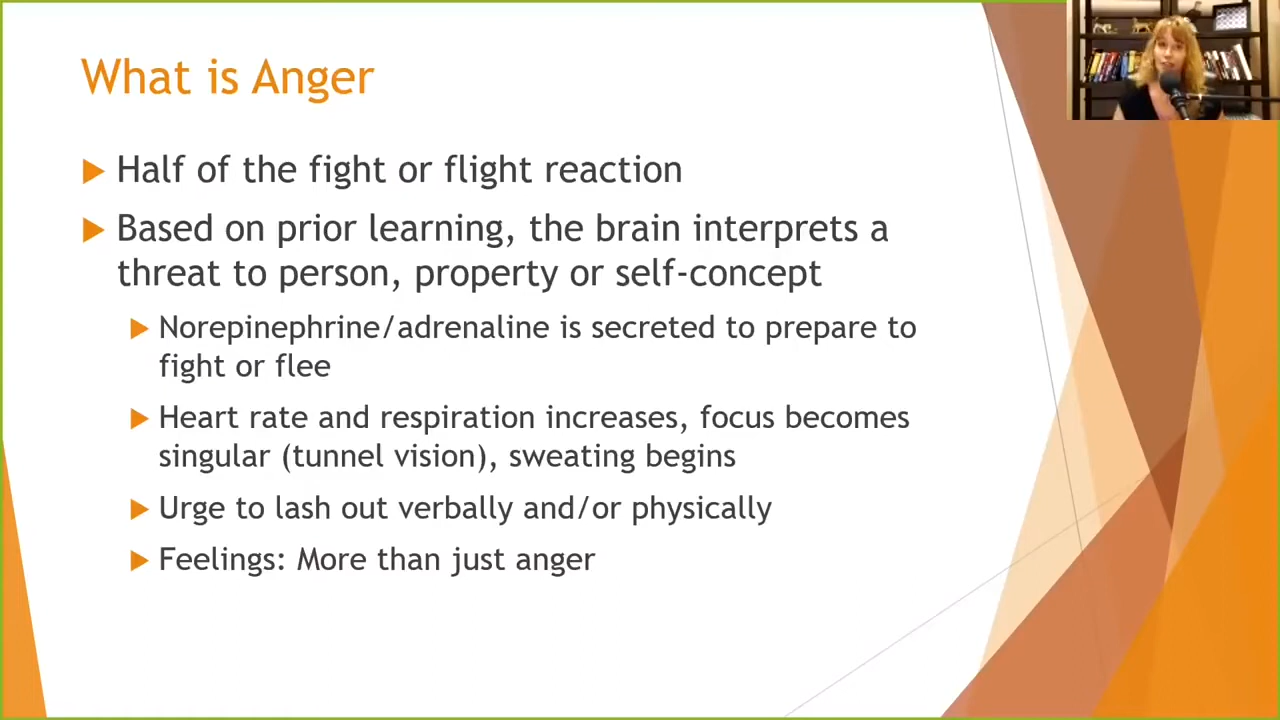 What is Anger
Half of the fight or flight reaction
Based on prior learning, the brain interprets a
threat to person, property or self-concept
Norepinephrine/adrenaline is secreted to prepare to
fight or flee
Heart rate and respiration increases, focus becomes
singular (tunnel vision), sweating begins
Urge to lash out verbally and/or physically
Feelings: More than just anger